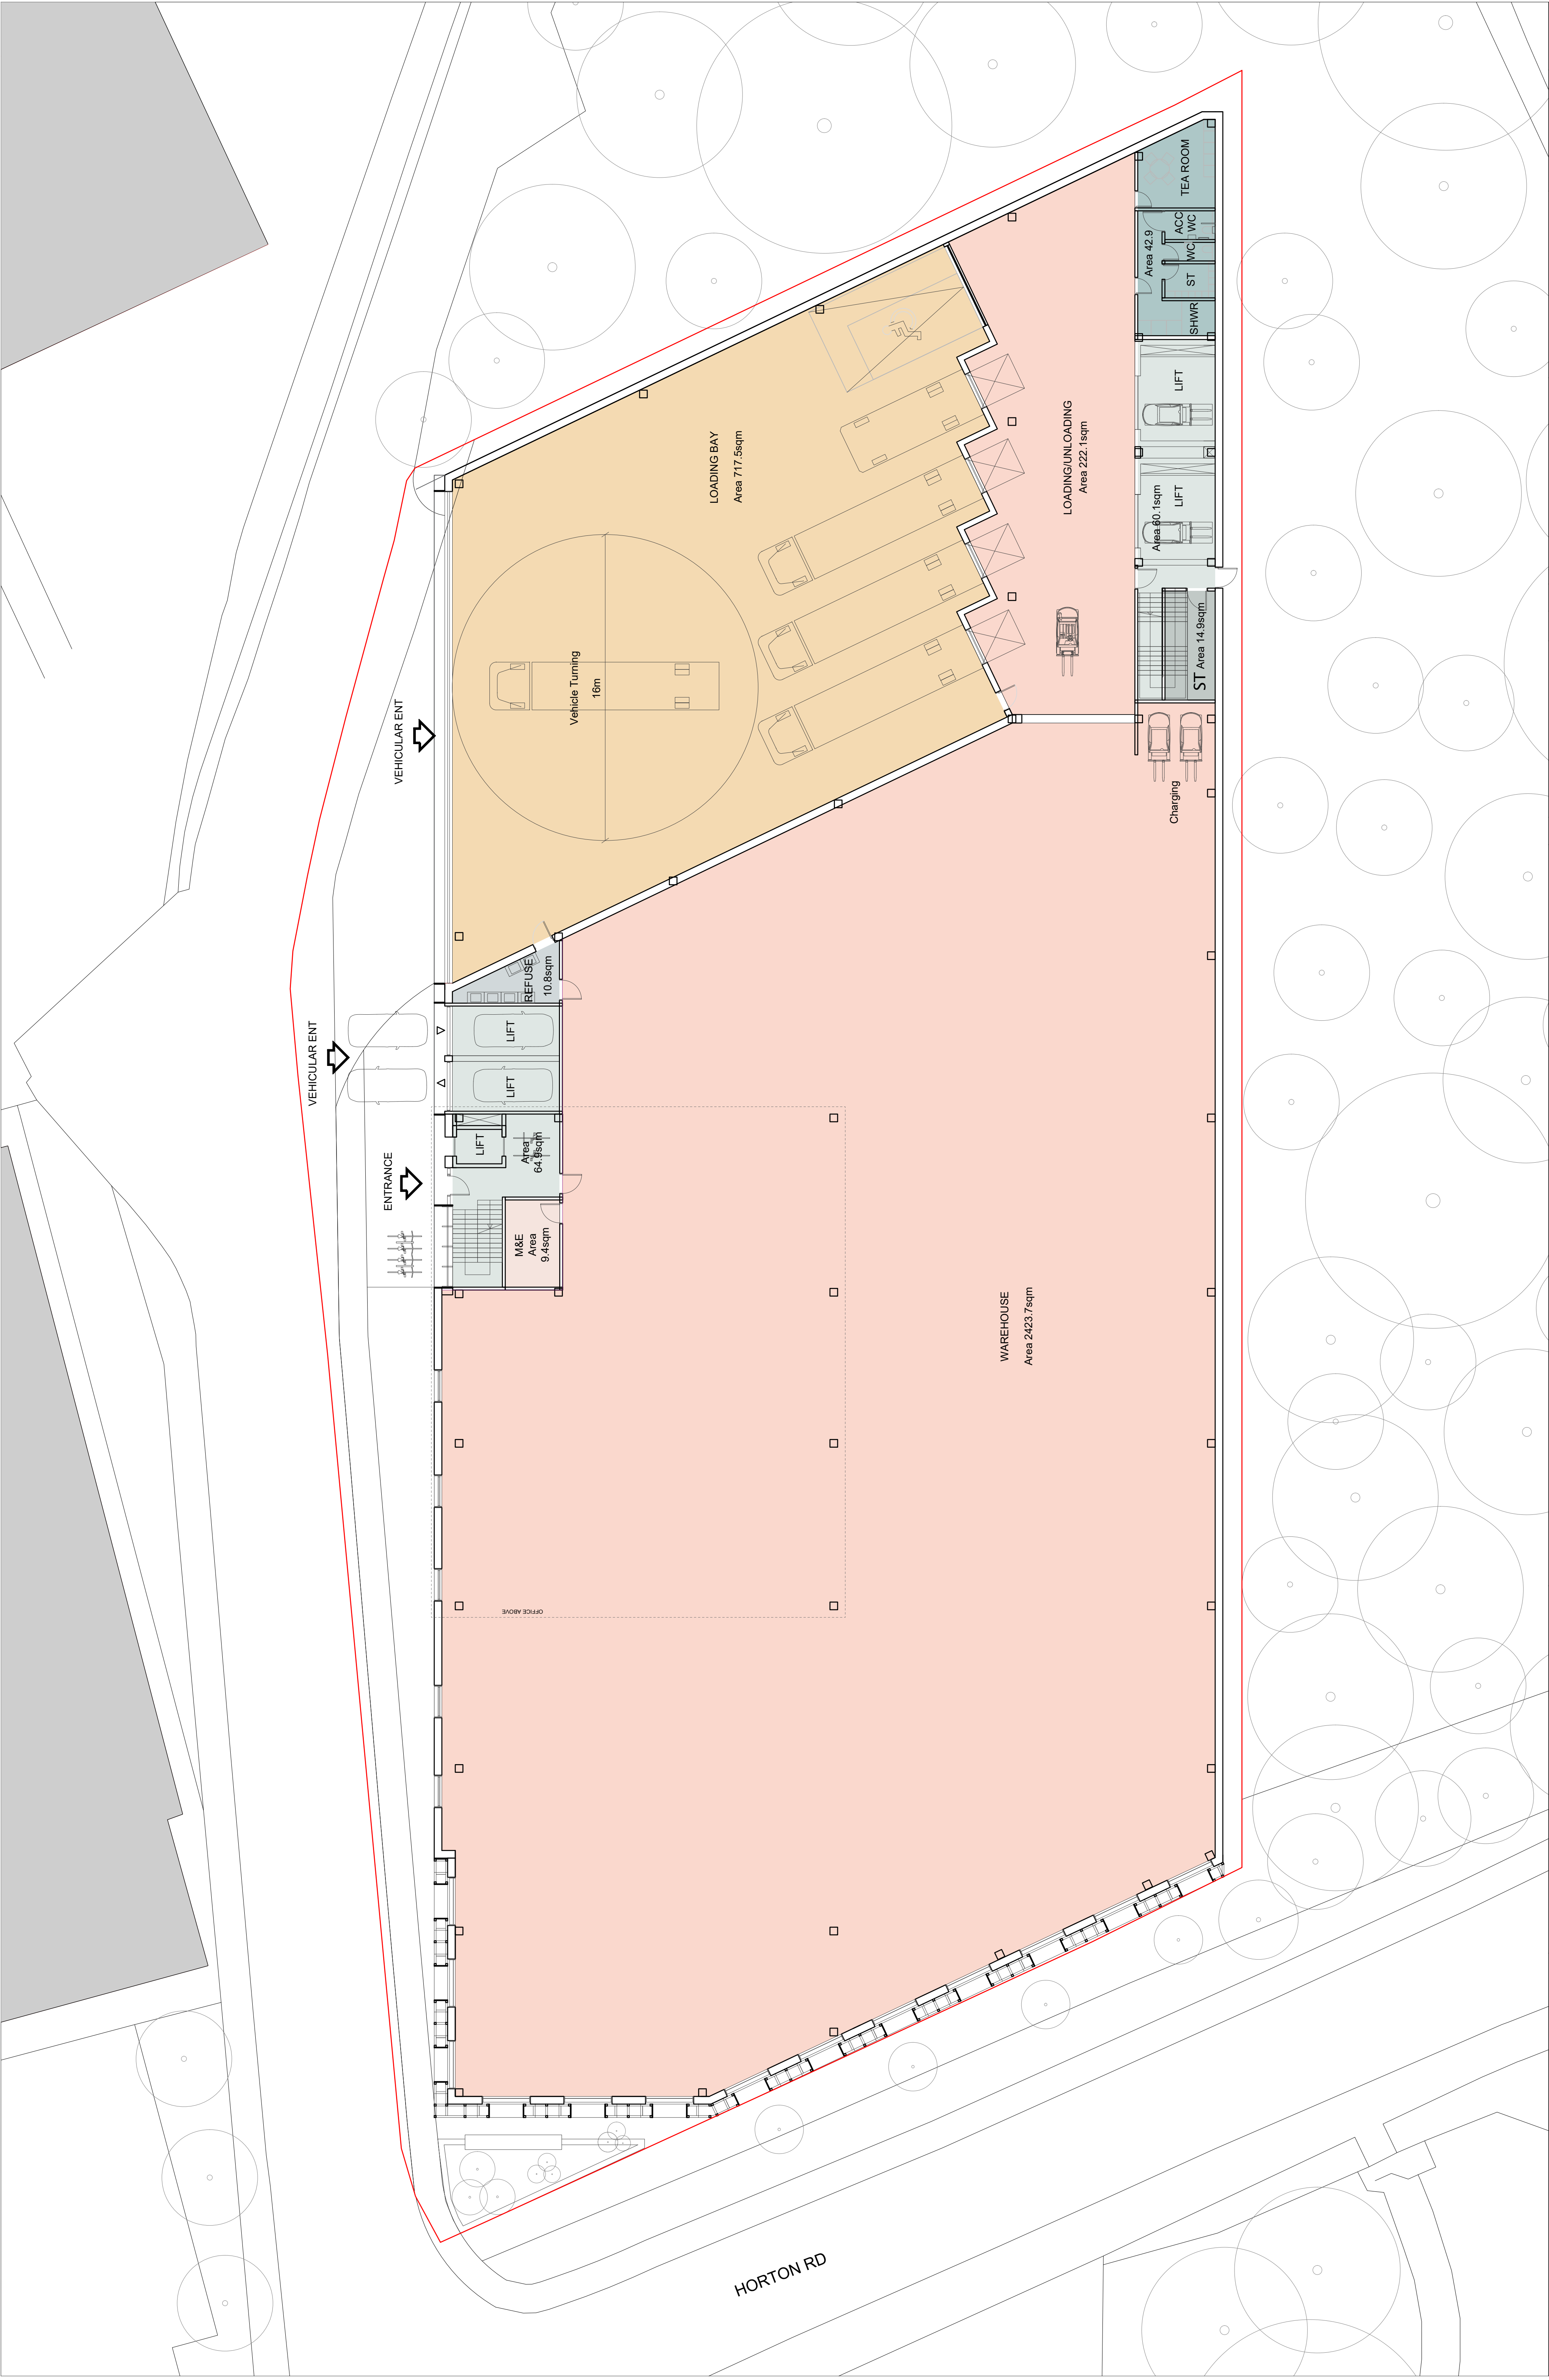 TEA ROOM
ACC
WC
WC
Area 42.9
ST
SHWR
LIFT
LIFT
Area 60.1sqm
ST Area 14.9sqm
LOADING/UNLOADING
Area 222.1sqm
LOADING BAY
Area 717.5sqm
Vehicle Turning
16m
VEHICULAR ENT
Charging
REFUSE
10.8sqm
VEHICULAR ENT
LIFT
LIFT
LIFT
Area
64.9sqm
ENTRANCE
M&E
Area
9.4sqm
WAREHOUSE
Area 2423.7sqm
OFFICE ABOVE
HORTON RD